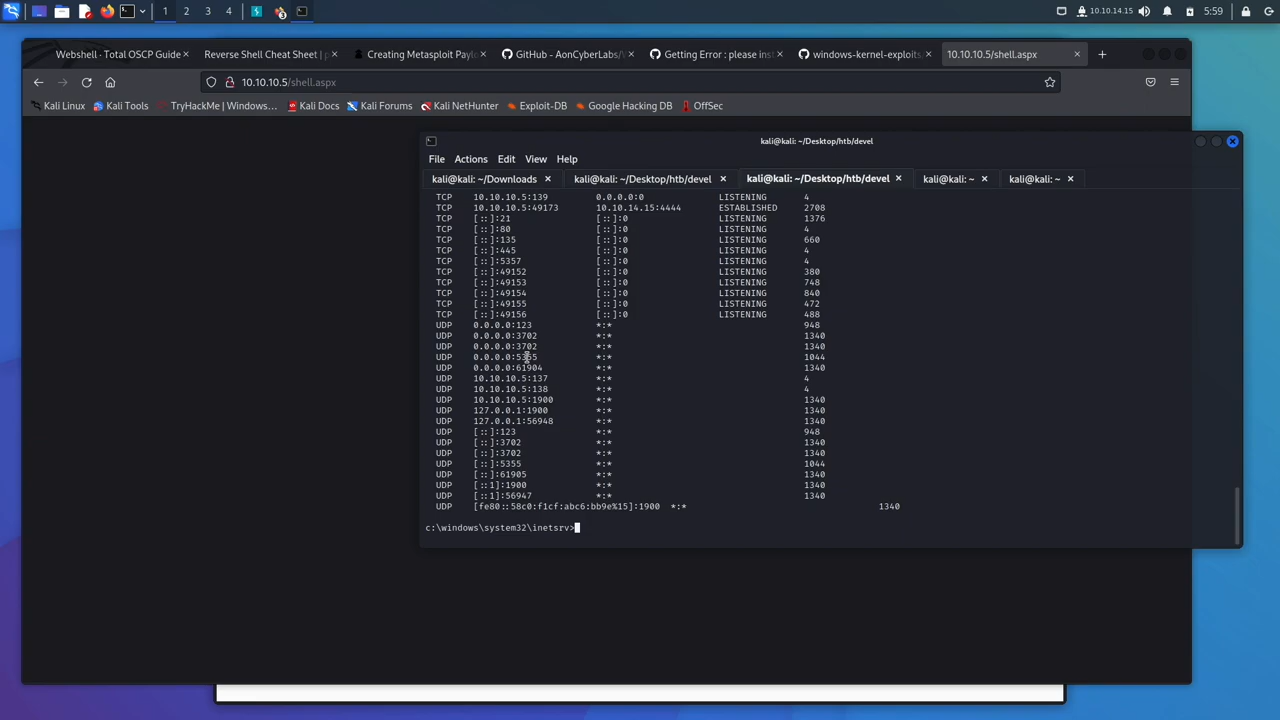 1 2 3 4 3 10.10.14.15 5:59
Webshell - Total OSCP Guide × Reverse Shell Cheat Sheet | p × Creating Metasploit Paylo × GitHub - AonCyberLabs/V × Getting Error : please inst × windows-kernel-exploits, × 10.10.10.5/shell.aspx × +
10.10.10.5/shell.aspx
Kali Linux Kali Tools TryHackMe | Windows… Kali Docs Kali Forums Kali NetHunter Exploit-DB Google Hacking DB OffSec
kali@kali: ~/Desktop/htb/devel
File Actions Edit View Help
kali@kali: ~/Downloads × kali@kali: ~/Desktop/htb/devel × kali@kali: ~/Desktop/htb/devel × kali@kali: ~ × kali@kali: ~ ×
TCP 10.10.10.5:139 0.0.0.0:0 LISTENING 4
TCP 10.10.10.5:49173 10.10.14.15:4444 ESTABLISHED 2708
TCP [::]:21 [::]:0 LISTENING 1376
TCP [::]:80 [::]:0 LISTENING 4
TCP [::]:135 [::]:0 LISTENING 660
TCP [::]:445 [::]:0 LISTENING 4
TCP [::]:5357 [::]:0 LISTENING 4
TCP [::]:49152 [::]:0 LISTENING 380
TCP [::]:49153 [::]:0 LISTENING 748
TCP [::]:49154 [::]:0 LISTENING 840
TCP [::]:49155 [::]:0 LISTENING 472
TCP [::]:49156 [::]:0 LISTENING 488
UDP 0.0.0.0:123 *:* 948
UDP 0.0.0.0:3702 *:* 1340
UDP 0.0.0.0:3702 *:* 1340
UDP 0.0.0.0:5355 *:* 1044
UDP 0.0.0.0:61904 *:* 1340
UDP 10.10.10.5:137 *:* 4
UDP 10.10.10.5:138 *:* 4
UDP 10.10.10.5:1900 *:* 1340
UDP 127.0.0.1:1900 *:* 1340
UDP 127.0.0.1:56948 *:* 1340
UDP [::]:123 *:* 948
UDP [::]:3702 *:* 1340
UDP [::]:3702 *:* 1340
UDP [::]:5355 *:* 1044
UDP [::]:61905 *:* 1340
UDP [::1]:1900 *:* 1340
UDP [::1]:56947 *:* 1340
UDP [fe80::58c0:f1cf:abc6:bb9e%15]:1900 *:* 1340
c:\windows\system32\inetsrv>